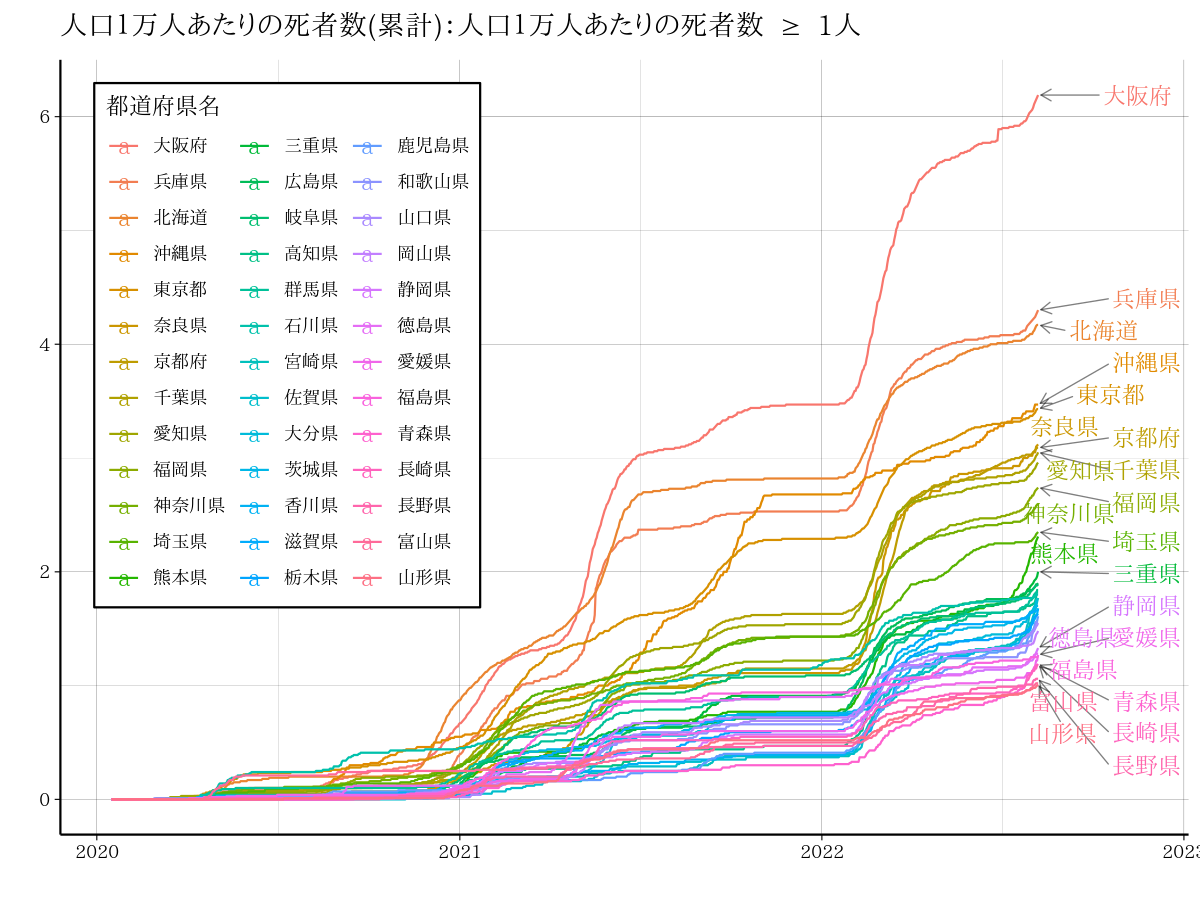 人口1万人あたりの死者数(累計)：人口1万人あたりの死者数 ≥ 1人
都道府県名
a 大阪府 a 三重県 a 鹿児島県
a 兵庫県 a 広島県 a 和歌山県
a 北海道 a 岐阜県 a 山口県
a 沖縄県 a 高知県 a 岡山県
a 東京都 a 群馬県 a 静岡県
a 奈良県 a 石川県 a 徳島県
a 京都府 a 宮崎県 a 愛媛県
a 千葉県 a 佐賀県 a 福島県
a 愛知県 a 大分県 a 青森県
a 福岡県 a 茨城県 a 長崎県
a 神奈川県 a 香川県 a 長野県
a 埼玉県 a 滋賀県 a 富山県
a 熊本県 a 栃木県 a 山形県
大阪府
兵庫県
北海道
沖縄県
東京都
奈良県
京都府
愛知県千葉県
福岡県
神奈川県
埼玉県
熊本県
三重県
静岡県
徳島県愛媛県
福島県
富山県 青森県
山形県 長崎県
長野県
6
4
2
0
2020 2021 2022 2023